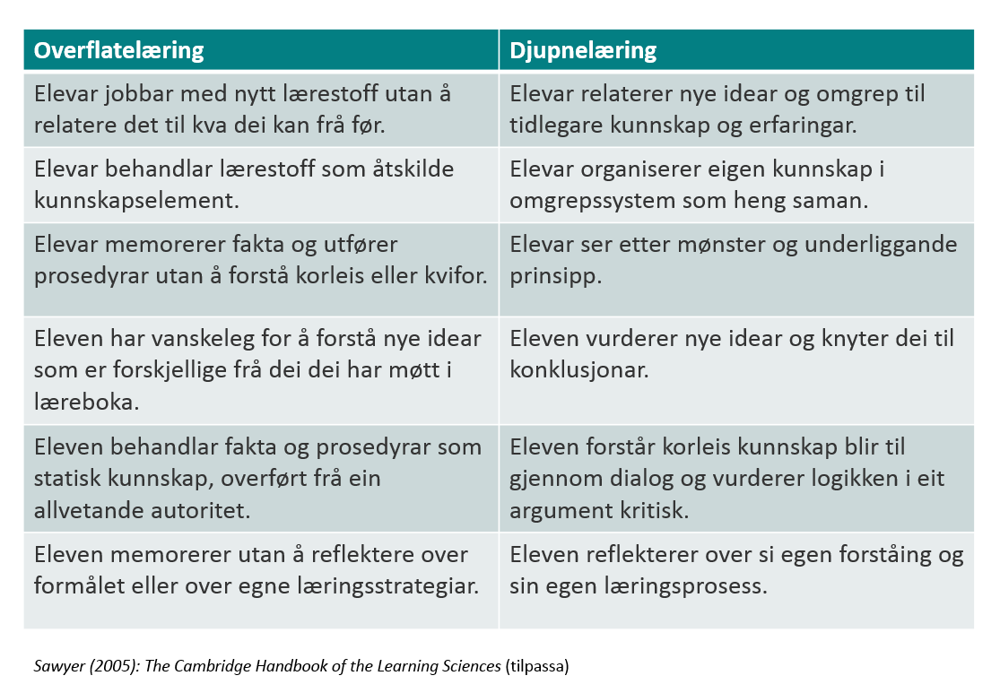 Overflatelæring
Djupnelæring
Elevar jobbar med nytt lærestoff utan å
relatere det til kva dei kan frå før.
Elevar relaterer nye idear og omgrep til
tidlegare kunnskap og erfaringar.
Elevar behandlar lærestoff som åtskilde
kunnskapselement.
Elevar organiserer eigen kunnskap i
omgrepssystem som heng saman.
Elevar memorerer fakta og utfører
prosedyrar utan å forstå korleis eller kvifor.
Elevar ser etter mønster og underliggande
prinsipp.
Eleven har vanskeleg for å forstå nye idear
som er forskjellige frå dei dei har møtt i
læreboka.
Eleven vurderer nye idear og knyter dei til
konklusjonar.
Eleven behandlar fakta og prosedyrar som
statisk kunnskap, overført frå ein
allvetande autoritet.
Eleven forstår korleis kunnskap blir til
gjennom dialog og vurderer logikken i eit
argument kritisk.
Eleven memorerer utan å reflektere over
formålet eller over egne læringsstrategiar.
Eleven reflekterer over si egen forståing og
sin egen læringsprosess.
Sawyer (2005): The Cambridge Handbook of the Learning Sciences (tilpassa)